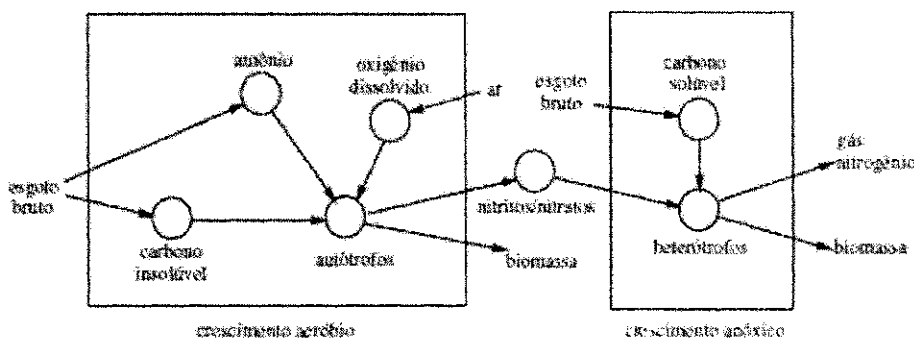 amônio
oxigênio
dissolvido
ar
esgoto
bruto
carbono
solúvel
gás
nitrogênio
esgoto
bruto
nitritos/nitratos
carbono
insolúvel
autótrofos
biomassa
heterótrofos
biomassa
crescimento aeróbio
crescimento anóxico